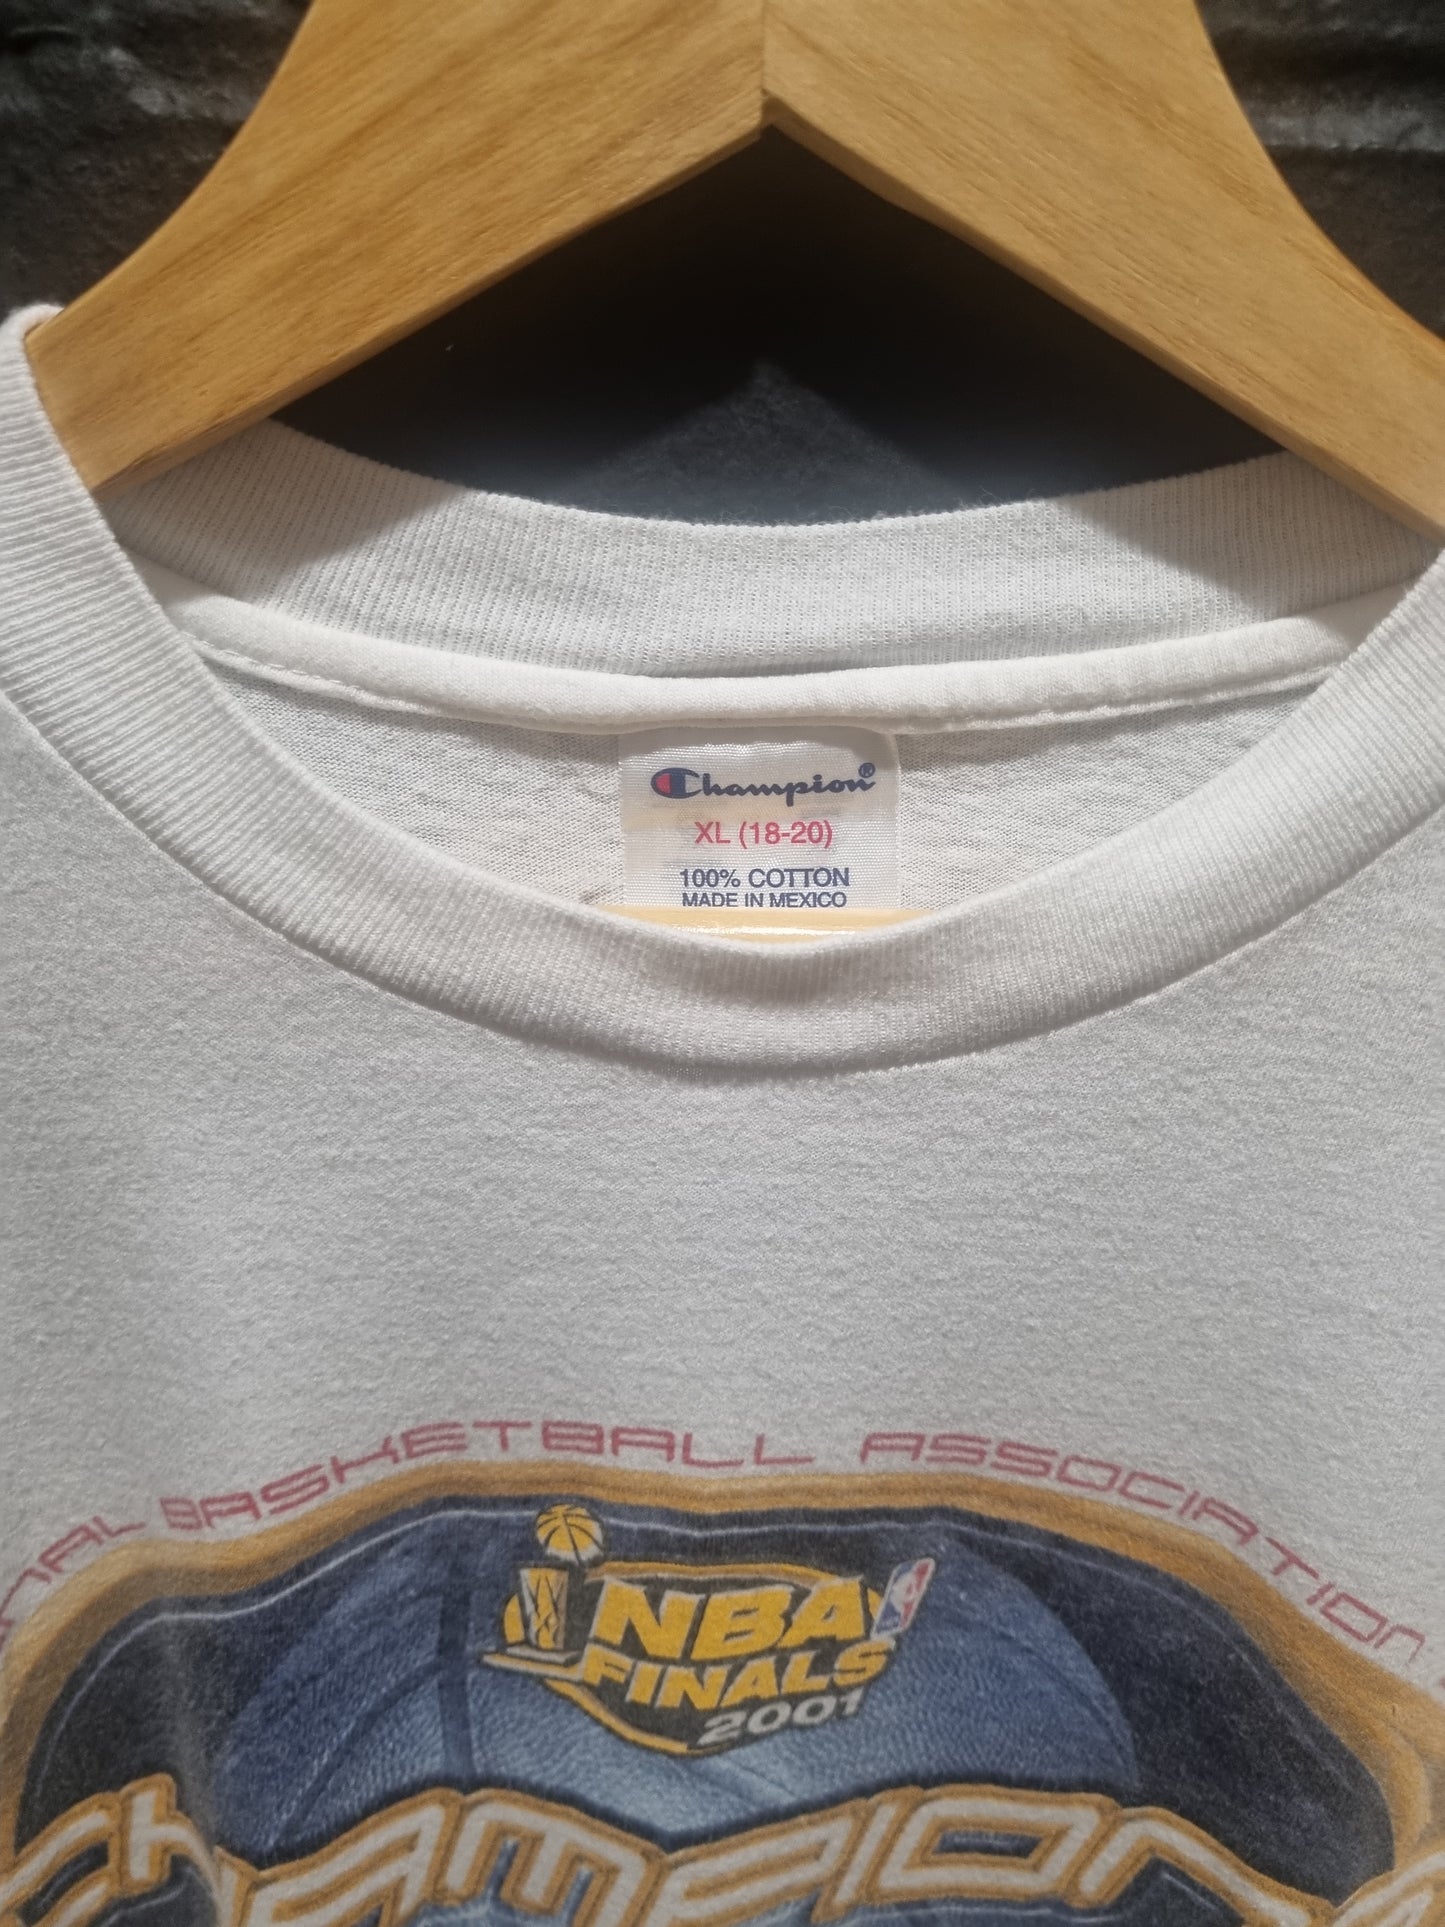 Champion®
XL (18-20)
100% COTTON
MADE IN MEXICO
BASKETBALL ASSOCIATION
NBA
FINALS
2001